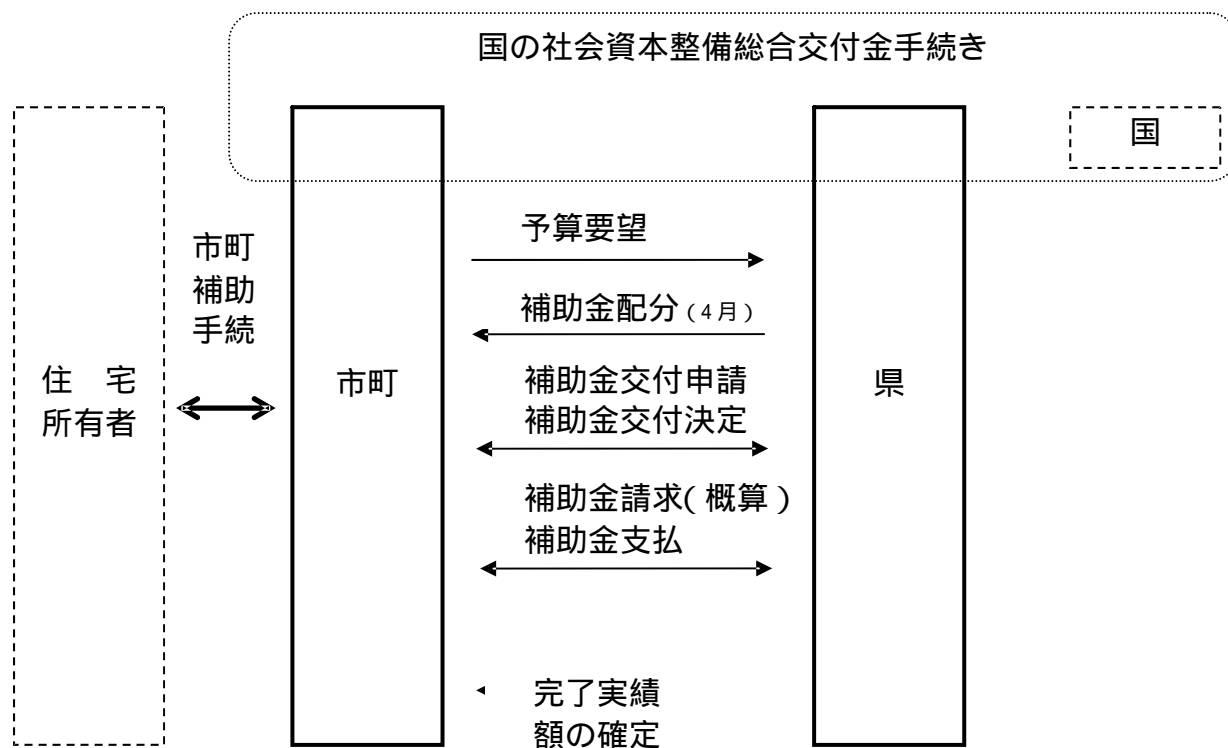 国の社会資本整備総合交付金手続き
国
予算要望
市町
補助
手続
補助金配分(4月)
住 宅
所有者
市町
補助金交付申請
補助金交付決定
県
補助金請求(概算)
補助金支払
完了実績
額の確定